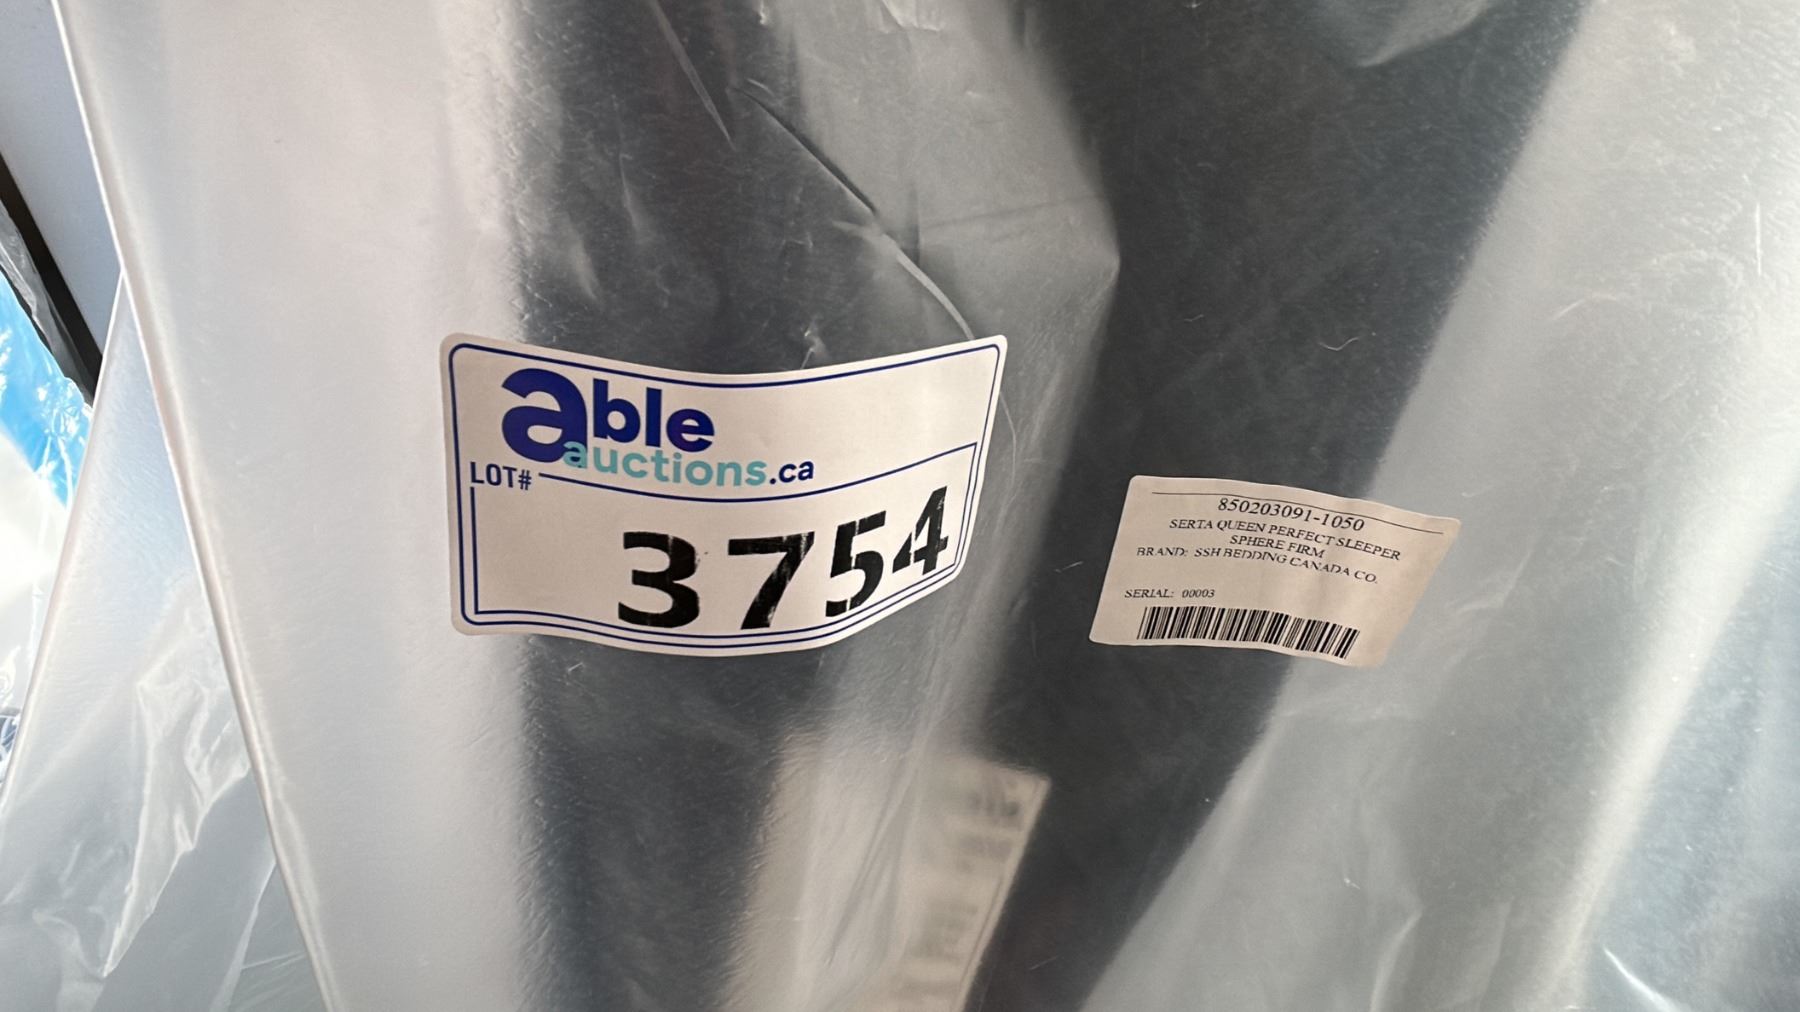 able
auctions.ca
LOT#
3754
850203091-1050
SERTA QUEEN PERFECT SLEEPER
SPHERE FIRM
BRAND: SSH BEDDING CANADA CO.
SERIAL: 00003